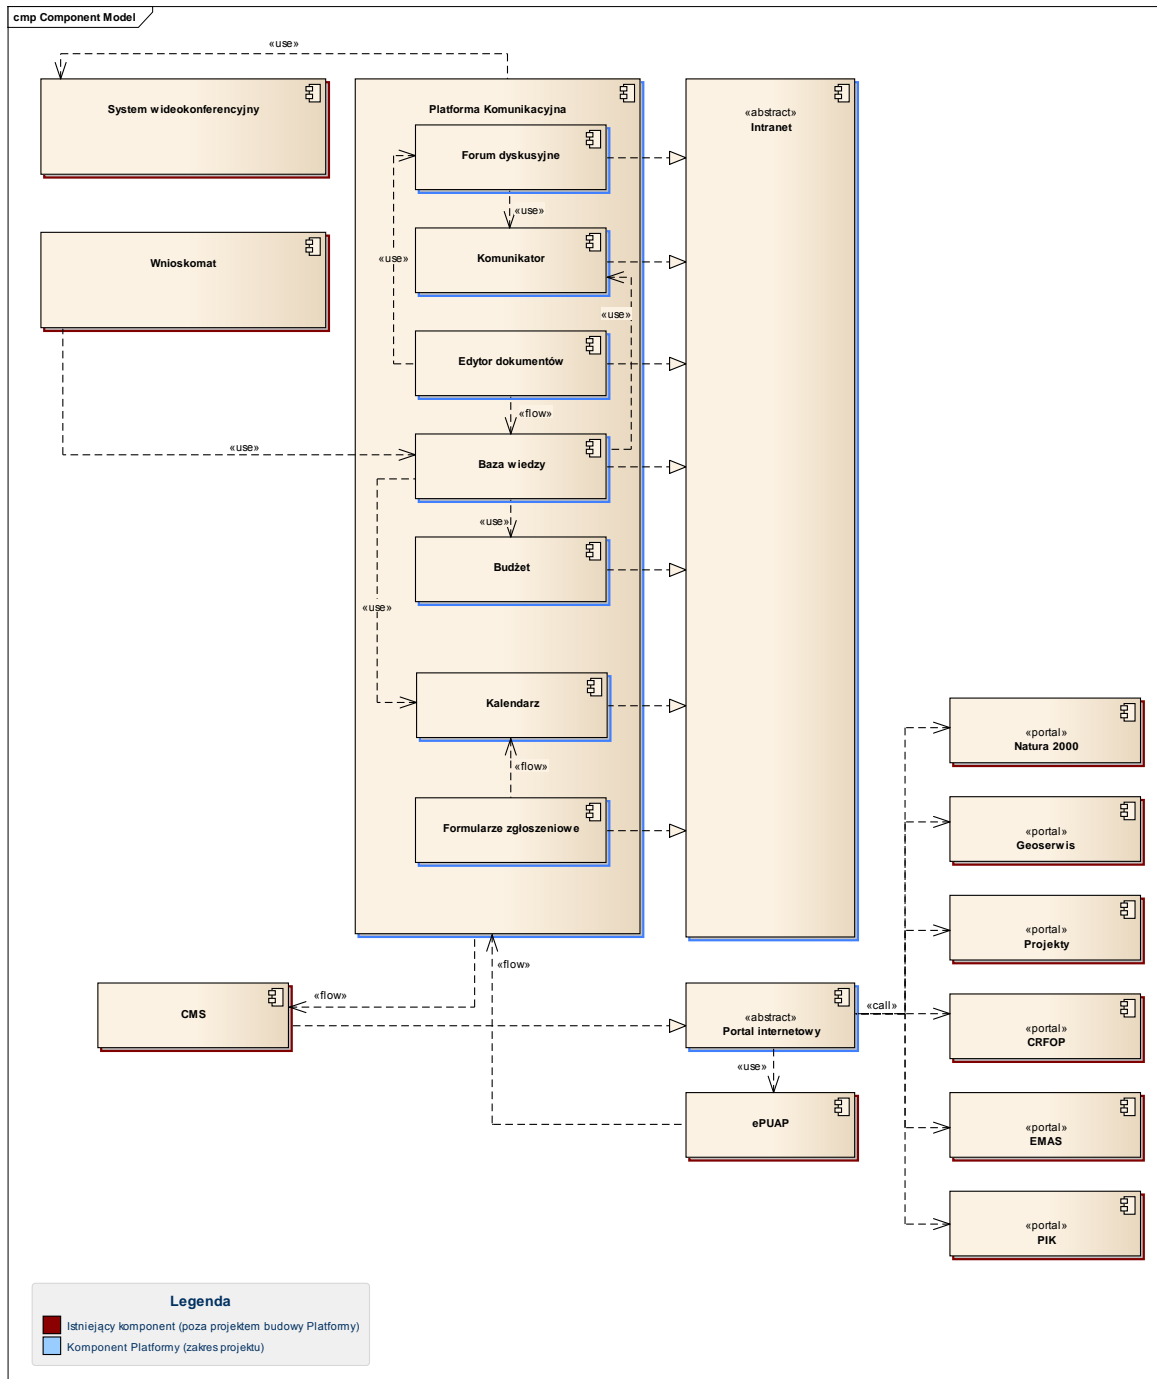 cmp Component Model
«use»
System wideokonferencyjny
Platforma Komunikacyjna
«abstract»
Intranet
Forum dyskusyjne
«use»
Wnioskomat
Komunikator
«use»
«use»
Edytor dokumentów
«flow»
«use»
Baza wiedzy
«use»
Budżet
«use»
Kalendarz
«flow»
Formularze zgłoszeniowe
«portal»
Natura 2000
«portal»
Geoserwis
«portal»
Projekty
«flow»
«flow»
CMS
«abstract»
Portal internetowy
«call»
«portal»
CRFOP
«use»
ePUAP
«portal»
EMAS
«portal»
PIK
Legenda
Istniejący komponent (poza projektem budowy Platformy)
Komponent Platformy (zakres projektu)